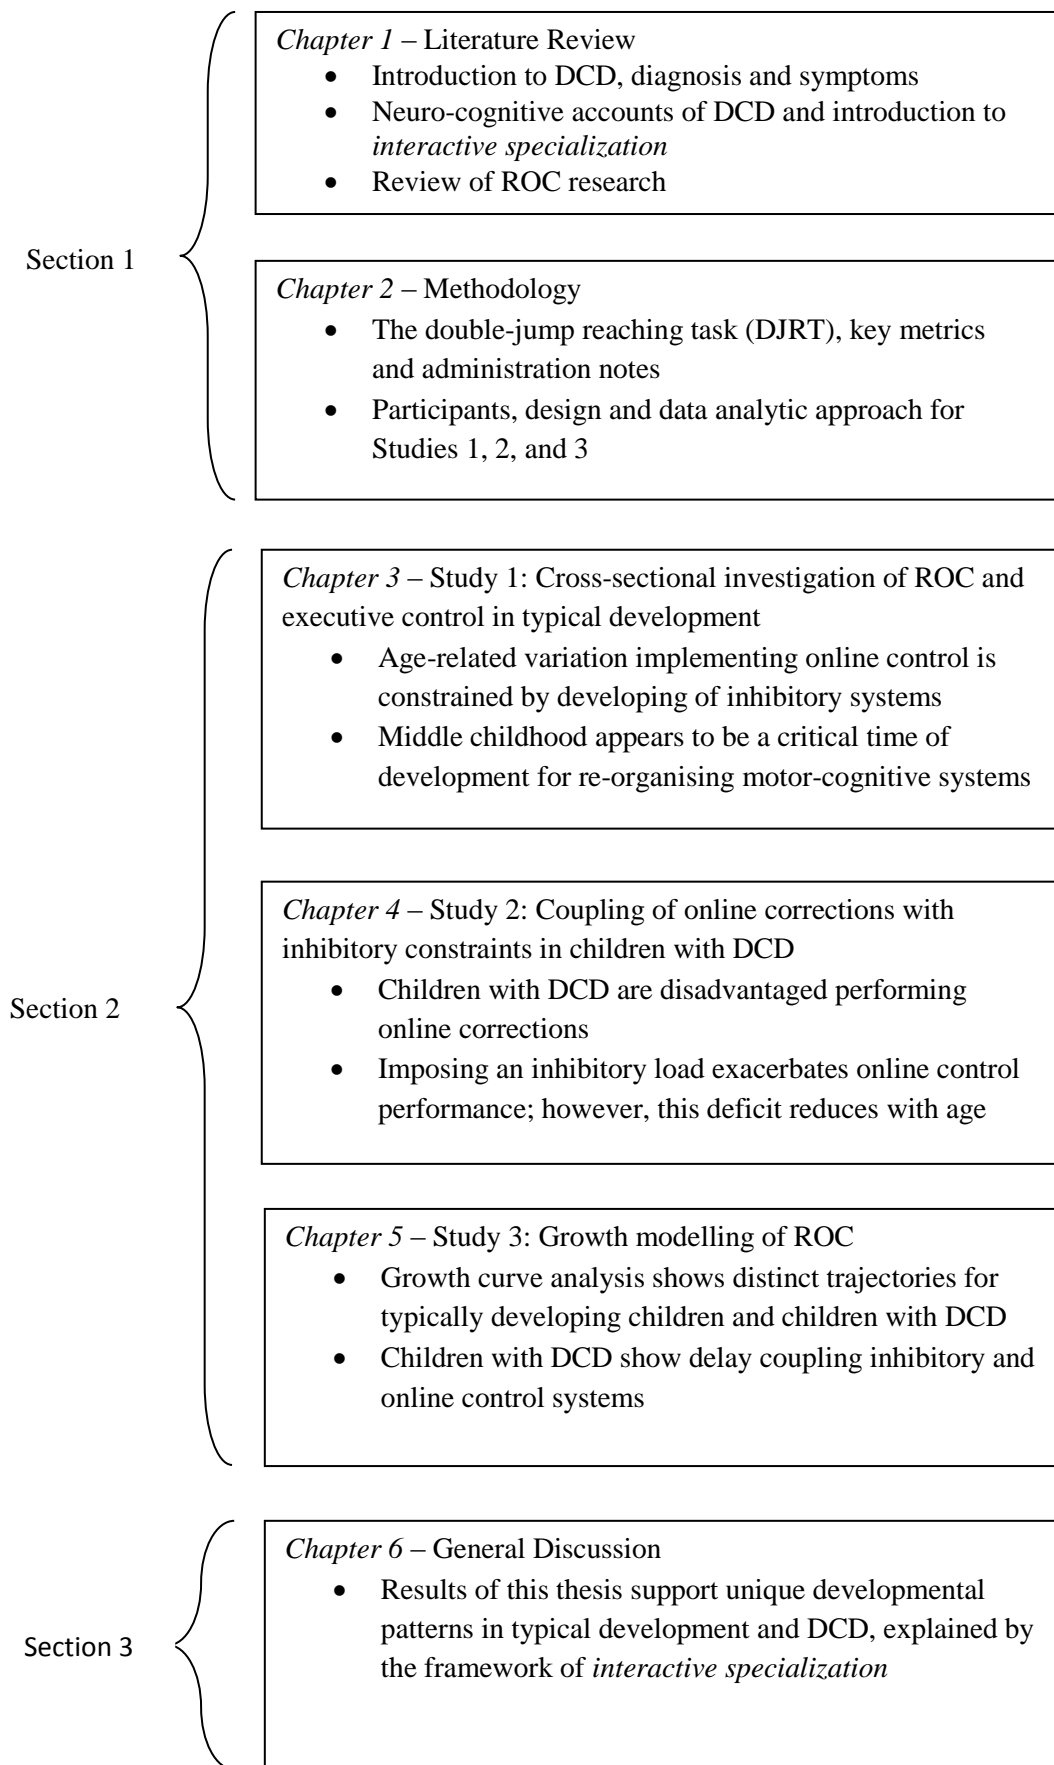 Chapter 1 – Literature Review
• Introduction to DCD, diagnosis and symptoms
• Neuro-cognitive accounts of DCD and introduction to
interactive specialization
• Review of ROC research
Section 1
Chapter 2 – Methodology
• The double-jump reaching task (DJRT), key metrics
and administration notes
• Participants, design and data analytic approach for
Studies 1, 2, and 3
Chapter 3 – Study 1: Cross-sectional investigation of ROC and
executive control in typical development
• Age-related variation implementing online control is
constrained by developing of inhibitory systems
• Middle childhood appears to be a critical time of
development for re-organising motor-cognitive systems
Chapter 4 – Study 2: Coupling of online corrections with
inhibitory constraints in children with DCD
• Children with DCD are disadvantaged performing
online corrections
Section 2
• Imposing an inhibitory load exacerbates online control
performance; however, this deficit reduces with age
Chapter 5 – Study 3: Growth modelling of ROC
• Growth curve analysis shows distinct trajectories for
typically developing children and children with DCD
• Children with DCD show delay coupling inhibitory and
online control systems
Chapter 6 – General Discussion
• Results of this thesis support unique developmental
patterns in typical development and DCD, explained by
the framework of interactive specialization
Section 3